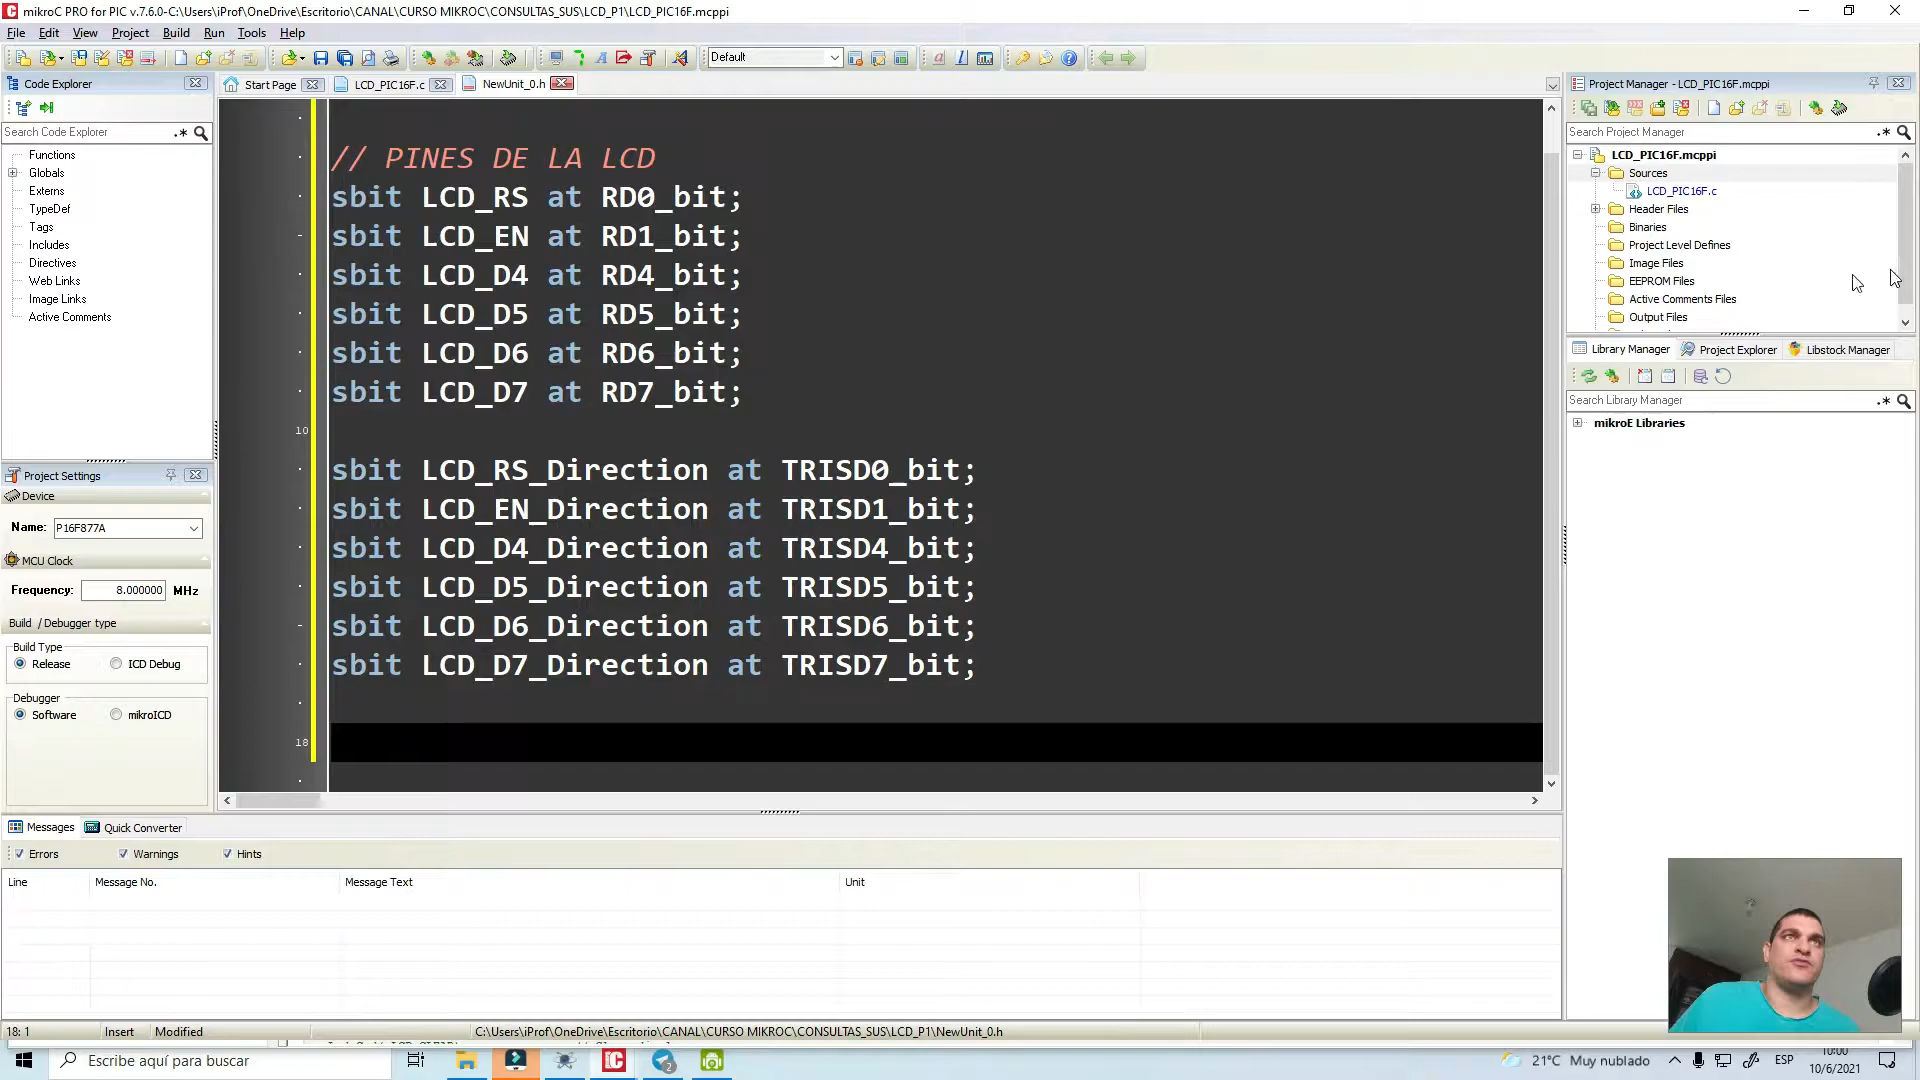 mikroC PRO for PIC v.7.6.0-C:\Users\iProf\OneDrive\Escritorio\CANAL\CURSO MIKROC\CONSULTAS_SUS\LCD_P1\LCD_PIC16F.mcppi
File Edit View Project Build Run Tools Help
Default
Code Explorer
Start Page
LCD_PIC16F.c
NewUnit_0.h
Project Manager - LCD_PIC16F.mcppi
Search Code Explorer
Search Project Manager
Functions
Globals
Externs
TypeDef
Tags
Includes
Directives
Web Links
Image Links
Active Comments
// PINES DE LA LCD
sbit LCD_RS at RD0_bit;
sbit LCD_EN at RD1_bit;
sbit LCD_D4 at RD4_bit;
sbit LCD_D5 at RD5_bit;
sbit LCD_D6 at RD6_bit;
sbit LCD_D7 at RD7_bit;
10
sbit LCD_RS_Direction at TRISD0_bit;
sbit LCD_EN_Direction at TRISD1_bit;
sbit LCD_D4_Direction at TRISD4_bit;
sbit LCD_D5_Direction at TRISD5_bit;
sbit LCD_D6_Direction at TRISD6_bit;
sbit LCD_D7_Direction at TRISD7_bit;
18
LCD_PIC16F.mcppi
Sources
LCD_PIC16F.c
Header Files
Binaries
Project Level Defines
Image Files
EEPROM Files
Active Comments Files
Output Files
Library Manager
Project Explorer
Libstock Manager
Search Library Manager
mikroE Libraries
Project Settings
Device
Name: P16F877A
MCU Clock
Frequency: 8.000000 MHz
Build / Debugger type
Build Type
Release ICD Debug
Debugger
Software mikroICD
Messages Quick Converter
Errors Warnings Hints
Line Message No. Message Text Unit
18: 1 Insert Modified C:\Users\iProf\OneDrive\Escritorio\CANAL\CURSO MIKROC\CONSULTAS_SUS\LCD_P1\NewUnit_0.h
Escribe aquí para buscar
2
21°C Muy nublado
ESP
10:00
10/6/2021